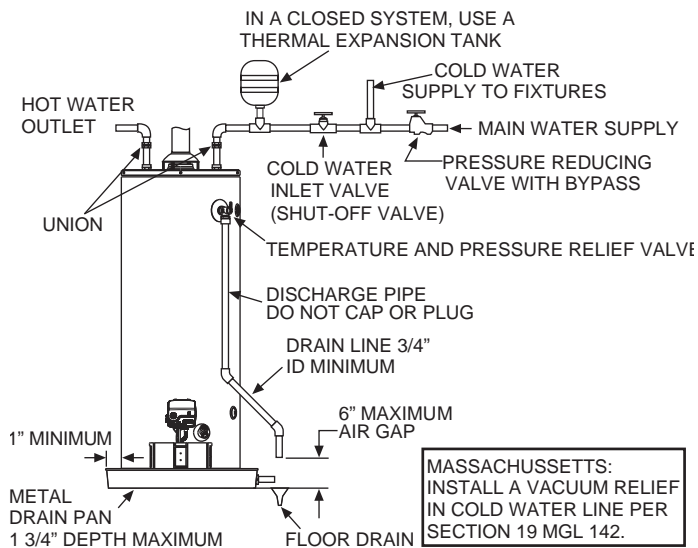 IN A CLOSED SYSTEM, USE A
THERMAL EXPANSION TANK
COLD WATER
SUPPLY TO FIXTURES
HOT WATER
OUTLET
MAIN WATER SUPPLY
COLD WATER
INLET VALVE
(SHUT-OFF VALVE)
PRESSURE REDUCING
VALVE WITH BYPASS
UNION
TEMPERATURE AND PRESSURE RELIEF VALVE
DISCHARGE PIPE
DO NOT CAP OR PLUG
DRAIN LINE 3/4”
ID MINIMUM
6” MAXIMUM
AIR GAP
1” MINIMUM
METAL
DRAIN PAN
1 3/4” DEPTH MAXIMUM
FLOOR DRAIN
MASSACHUSSETTS:
INSTALL A VACUUM RELIEF
IN COLD WATER LINE PER
SECTION 19 MGL 142.